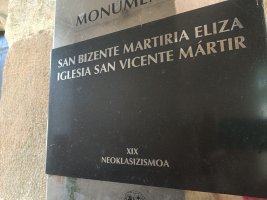 MONUME
SAN BIZENTE MARTIRIA ELIZA
IGLESIA SAN VICENTE MÁRTIR
XIX
NEOKLASIZISMOA